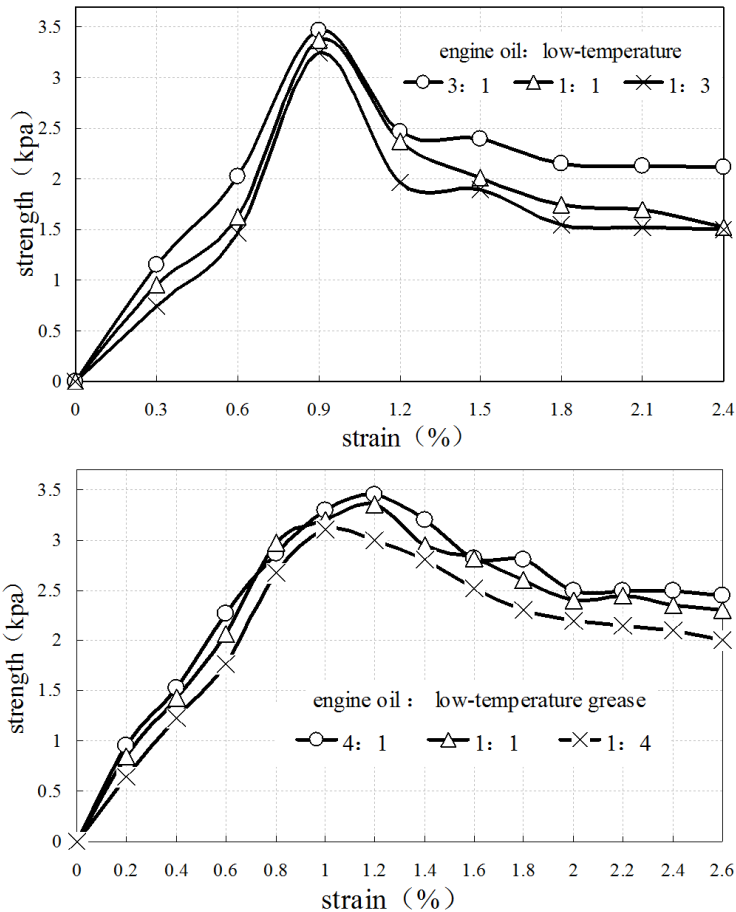 3.5
3
2.5
2
1.5
1
0.5
0
strength（kpa）
engine oil：low-temperature
3：1 1：1 1：3
0 0.3 0.6 0.9 1.2 1.5 1.8 2.1 2.4
strain（%）
3.5
3
2.5
2
1.5
1
0.5
0
strength（kpa）
engine oil： low-temperature grease
4：1 1：1 1：4
0 0.2 0.4 0.6 0.8 1 1.2 1.4 1.6 1.8 2 2.2 2.4 2.6
strain（%）